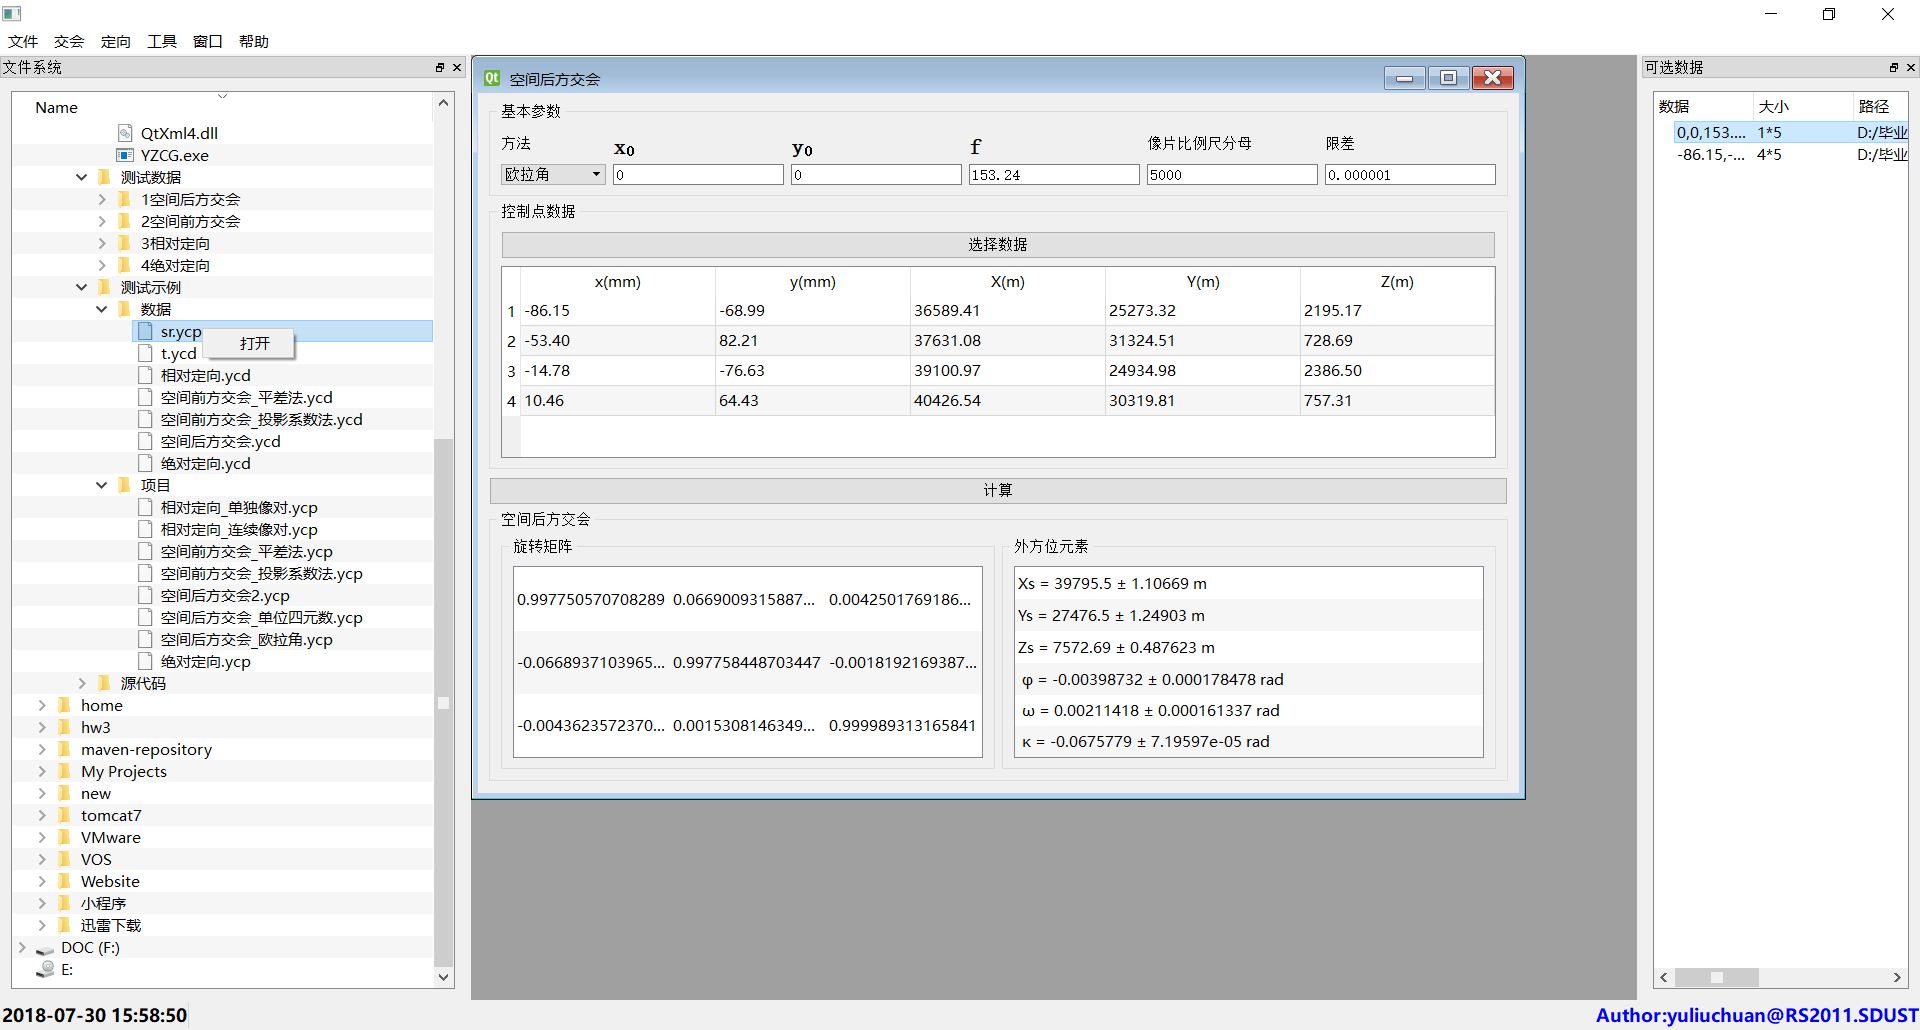 文件 交会 定向 工具 窗口 帮助
文件系统
Name
QtXml4.dll
YZCG.exe
测试数据
1空间后方交会
2空间前方交会
3相对定向
4绝对定向
测试示例
数据
sr.ycp
打开
t.ycd
相对定向.ycd
空间前方交会_平差法.ycd
空间前方交会_投影系数法.ycd
空间后方交会.ycd
绝对定向.ycd
项目
相对定向_单独像对.ycp
相对定向_连续像对.ycp
空间前方交会_平差法.ycp
空间前方交会_投影系数法.ycp
空间后方交会2.ycp
空间后方交会_单位四元数.ycp
空间后方交会_欧拉角.ycp
绝对定向.ycp
源代码
home
hw3
maven-repository
My Projects
new
tomcat7
VMware
VOS
Website
小程序
迅雷下载
DOC (F:)
E:
Qt 空间后方交会
基本参数
方法 x0 y0 f 像片比例尺分母 限差
欧拉角 0 0 153.24 5000 0.000001
控制点数据
选择数据
x(mm) y(mm) X(m) Y(m) Z(m)
1 -86.15 -68.99 36589.41 25273.32 2195.17
2 -53.40 82.21 37631.08 31324.51 728.69
3 -14.78 -76.63 39100.97 24934.98 2386.50
4 10.46 64.43 40426.54 30319.81 757.31
计算
空间后方交会
旋转矩阵
0.997750570708289 0.0669009315887... 0.0042501769186...
-0.0668937103965... 0.997758448703447 -0.0018192169387...
-0.0043623572370... 0.0015308146349... 0.999989313165841
外方位元素
Xs = 39795.5 ± 1.10669 m
Ys = 27476.5 ± 1.24903 m
Zs = 7572.69 ± 0.487623 m
φ = -0.00398732 ± 0.000178478 rad
ω = 0.00211418 ± 0.000161337 rad
κ = -0.0675779 ± 7.19597e-05 rad
可选数据
数据 大小 路径
0,0,153.... 1*5 D:/毕业
-86.15,-... 4*5 D:/毕业
2018-07-30 15:58:50
Author:yuliuchuan@RS2011.SDUST